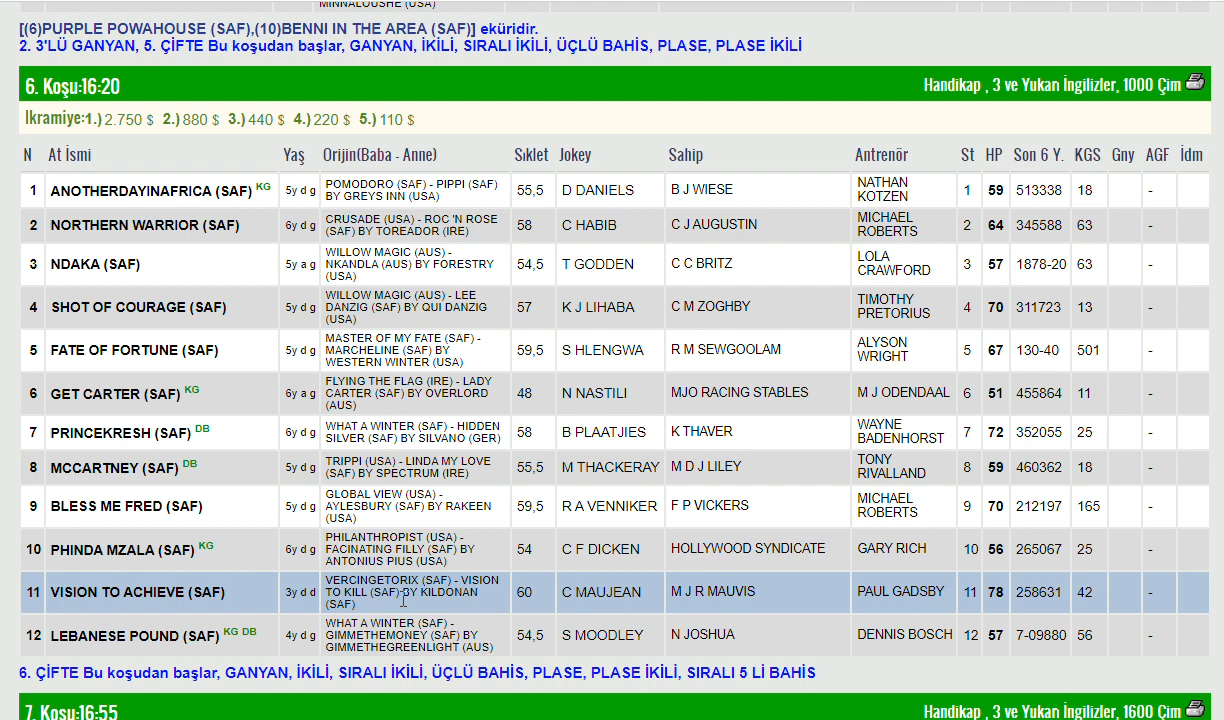 MINNALOUSHE (USA)
[(6)PURPLE POWAHOUSE (SAF),(10)BENNI IN THE AREA (SAF)] eküridir.
2. 3'LÜ GANYAN, 5. ÇİFTE Bu koşudan başlar, GANYAN, İKİLİ, SIRALI İKİLİ, ÜÇLÜ BAHİS, PLASE, PLASE İKİLİ
6. Koşu:16:20 Handikap , 3 ve Yukarı İngilizler, 1000 Çim
Ikramiye:1.) 2.750 $ 2.) 880 $ 3.) 440 $ 4.) 220 $ 5.) 110 $
N At İsmi Yaş Orijin(Baba - Anne) Sıklet Jokey Sahip Antrenör St HP Son 6 Y. KGS Gny AGF İdm
1 ANOTHERDAYINAFRICA (SAF) KG 5y d g POMODORO (SAF) - PIPPI (SAF) BY GREYS INN (USA) 55,5 D DANIELS B J WIESE NATHAN KOTZEN 1 59 513338 18 -
2 NORTHERN WARRIOR (SAF) 6y d g CRUSADE (USA) - ROC 'N ROSE (SAF) BY TOREADOR (IRE) 58 C HABIB C J AUGUSTIN MICHAEL ROBERTS 2 64 345588 63 -
3 NDAKA (SAF) 5y a g WILLOW MAGIC (AUS) - NKANDLA (AUS) BY FORESTRY (USA) 54,5 T GODDEN C C BRITZ LOLA CRAWFORD 3 57 1878-20 63 -
4 SHOT OF COURAGE (SAF) 5y d g WILLOW MAGIC (AUS) - LEE DANZIG (SAF) BY QUI DANZIG (USA) 57 K J LIHABA C M ZOGHBY TIMOTHY PRETORIUS 4 70 311723 13 -
5 FATE OF FORTUNE (SAF) 5y d g MASTER OF MY FATE (SAF) - MARCHELINE (SAF) BY WESTERN WINTER (USA) 59,5 S HLENGWA R M SEWGOOLAM ALYSON WRIGHT 5 67 130-40 501 -
6 GET CARTER (SAF) KG 6y a g FLYING THE FLAG (IRE) - LADY CARTER (SAF) BY OVERLORD (AUS) 48 N NASTILI MJO RACING STABLES M J ODENDAAL 6 51 455864 11 -
7 PRINCEKRESH (SAF) DB 6y d g WHAT A WINTER (SAF) - HIDDEN SILVER (SAF) BY SILVANO (GER) 58 B PLAATJIES K THAVER WAYNE BADENHORST 7 72 352055 25 -
8 MCCARTNEY (SAF) DB 5y d g TRIPPI (USA) - LINDA MY LOVE (SAF) BY SPECTRUM (IRE) 55,5 M THACKERAY M D J LILEY TONY RIVALLAND 8 59 460362 18 -
9 BLESS ME FRED (SAF) 5y d g GLOBAL VIEW (USA) - AYLESBURY (SAF) BY RAKEEN (USA) 59,5 R A VENNIKER F P VICKERS MICHAEL ROBERTS 9 70 212197 165 -
10 PHINDA MZALA (SAF) KG 6y d g PHILANTHROPIST (USA) - FACINATING FILLY (SAF) BY ANTONIUS PIUS (USA) 54 C F DICKEN HOLLYWOOD SYNDICATE GARY RICH 10 56 265067 25 -
11 VISION TO ACHIEVE (SAF) 3y d d VERCINGETORIX (SAF) - VISION TO KILL (SAF) BY KILDONAN (SAF) 60 C MAUJEAN M J R MAUVIS PAUL GADSBY 11 78 258631 42 -
12 LEBANESE POUND (SAF) KG DB 4y d g WHAT A WINTER (SAF) - GIMMETHEMONEY (SAF) BY GIMMETHEGREENLIGHT (AUS) 54,5 S MOODLEY N JOSHUA DENNIS BOSCH 12 57 7-09880 56 -
6. ÇİFTE Bu koşudan başlar, GANYAN, İKİLİ, SIRALI İKİLİ, ÜÇLÜ BAHİS, PLASE, PLASE İKİLİ, SIRALI 5 Lİ BAHİS
7. Koşu:16:55 Handikap , 3 ve Yukarı İngilizler, 1600 Çim